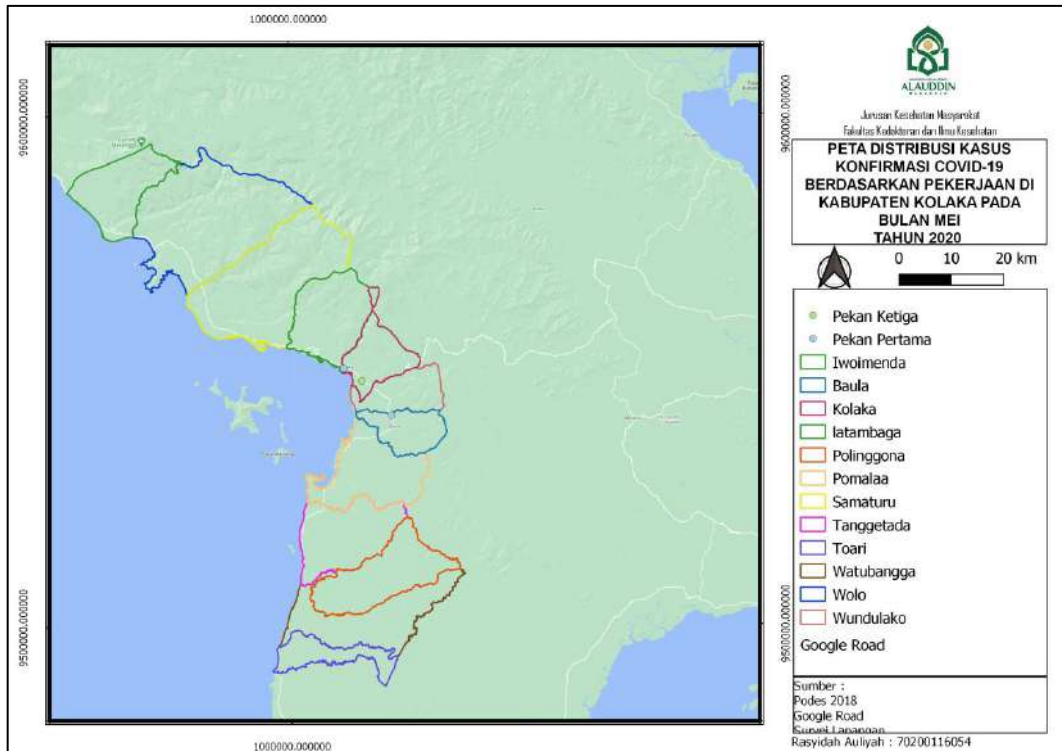 1000000.000000
9600000.000000
9500000.000000
1000000.000000
9600000.000000
9500000.000000
ALAUDDIN
Jurusan Kesehatan Masyarakat
Fakultas Kedokteran dan Ilmu Kesehatan
PETA DISTRIBUSI KASUS
KONFIRMASI COVID-19
BERDASARKAN PEKERJAAN DI
KABUPATEN KOLAKA PADA
BULAN MEI
TAHUN 2020
0 10 20 km
Pekan Ketiga
Pekan Pertama
Iwoimenda
Baula
Kolaka
latambaga
Polinggona
Pomalaa
Samaturu
Tanggetada
Toari
Watubangga
Wolo
Wundulako
Google Road
Sumber :
Podes 2018
Google Road
Survei Lapangan
Rasyidah Auliyah : 70200116054